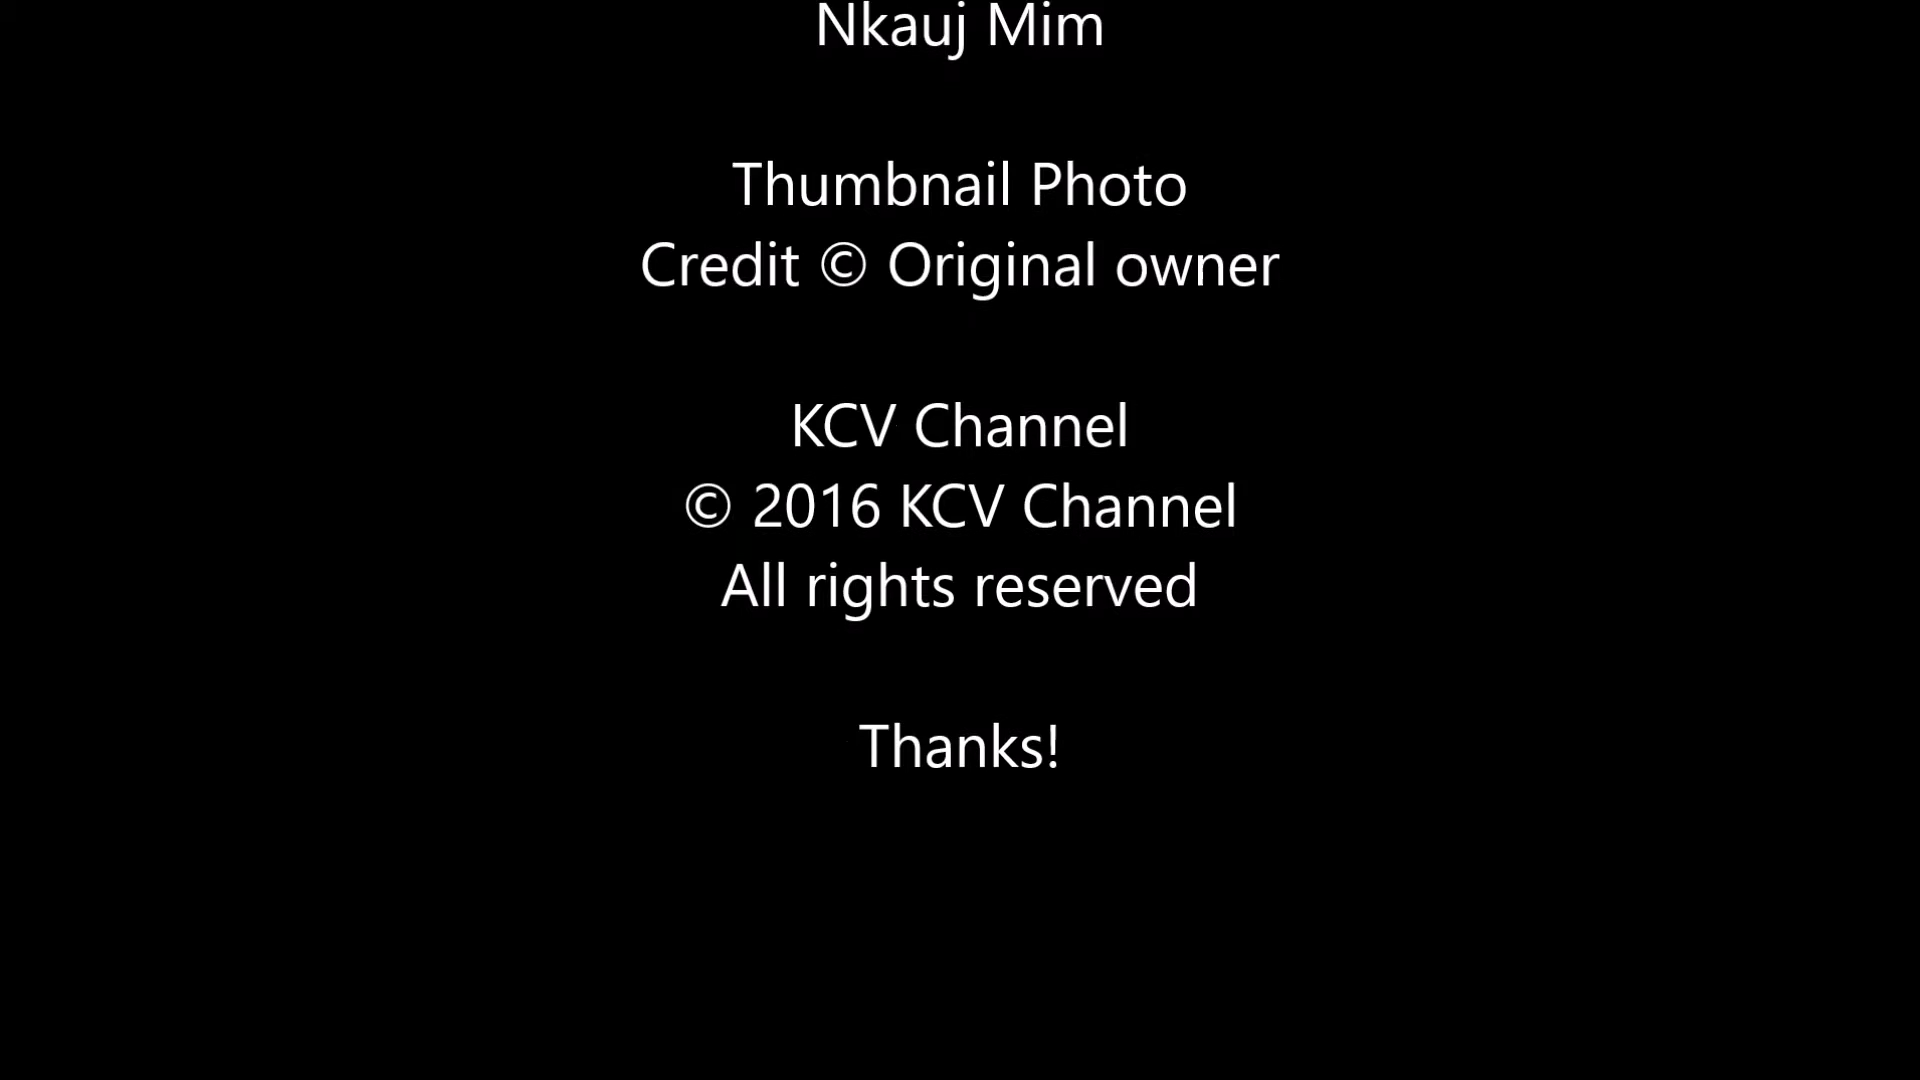 Nkauj Mim
Thumbnail Photo
Credit © Original owner
KCV Channel
© 2016 KCV Channel
All rights reserved
Thanks!